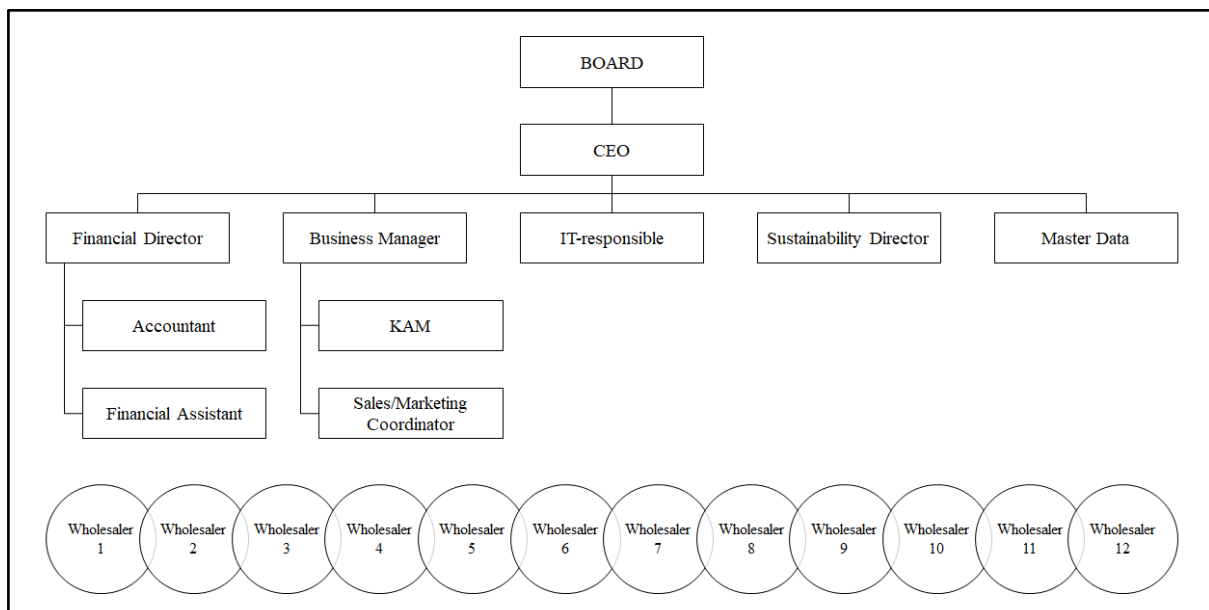 BOARD
CEO
Financial Director
Business Manager
IT-responsible
Sustainability Director
Master Data
Accountant
KAM
Financial Assistant
Sales/Marketing
Coordinator
Wholesaler
1
Wholesaler
2
Wholesaler
3
Wholesaler
4
Wholesaler
5
Wholesaler
6
Wholesaler
7
Wholesaler
8
Wholesaler
9
Wholesaler
10
Wholesaler
11
Wholesaler
12